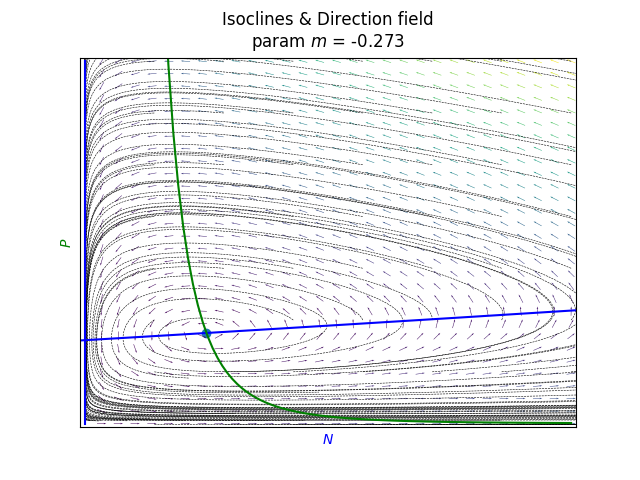 Isoclines & Direction field
param m = -0.273
P
N